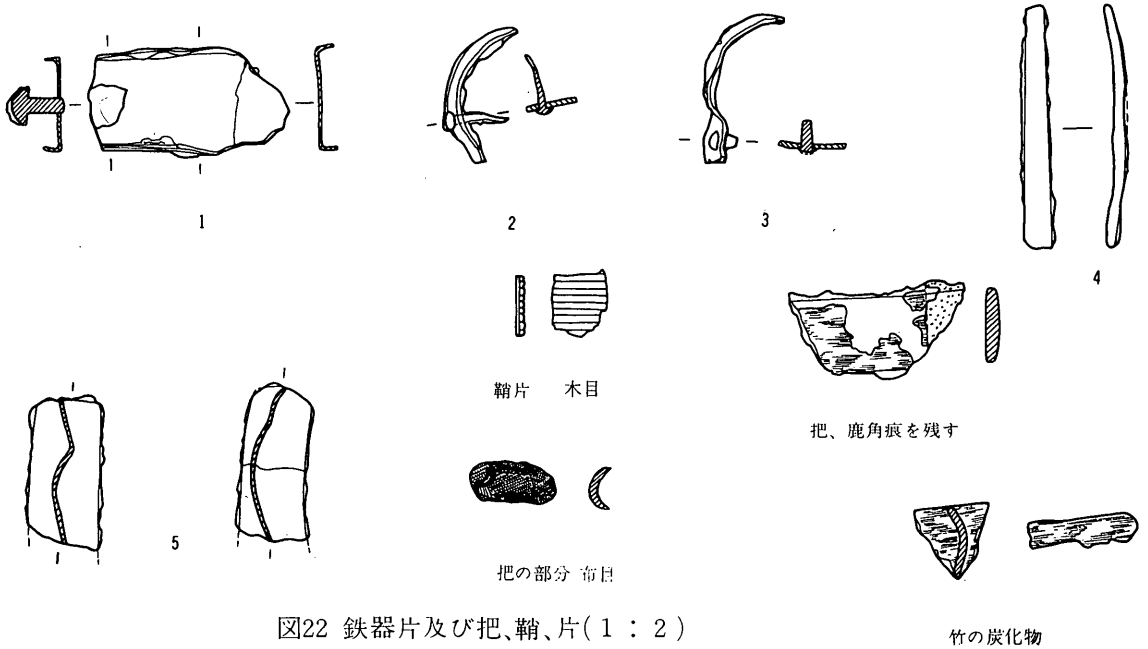 1
2
3
4
鞘片 木目
把、鹿角痕を残す
5
把の部分 布目
竹の炭化物
図22 鉄器片及び把、鞘、片(1：2)